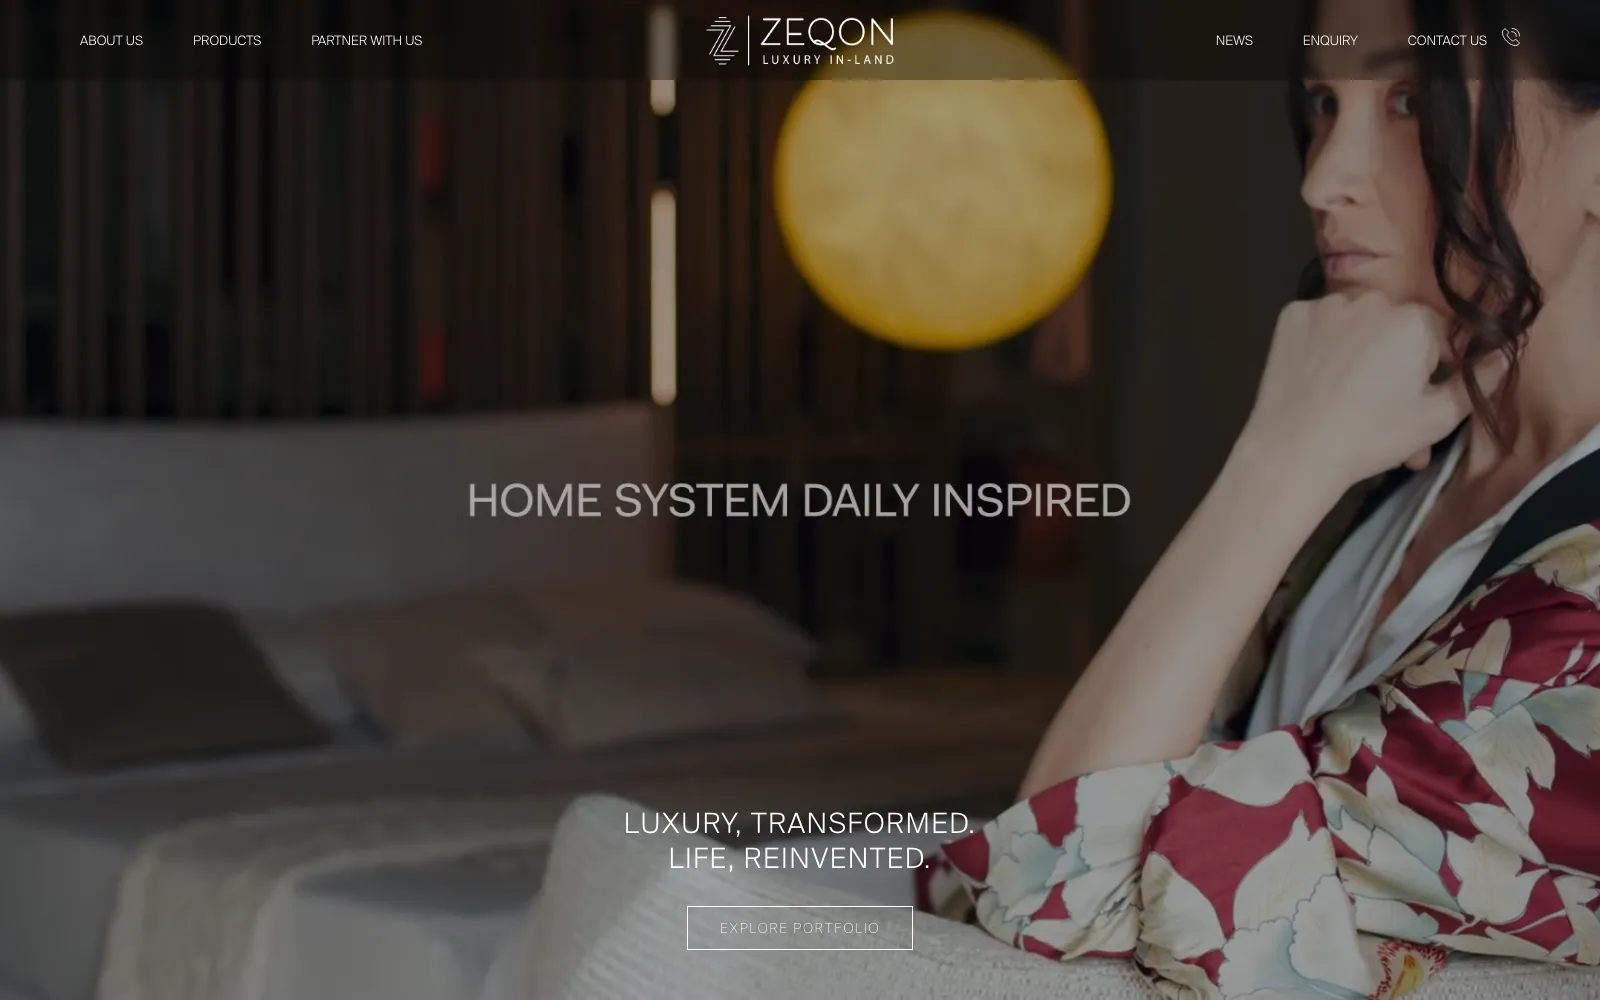 ABOUT US
PRODUCTS
PARTNER WITH US
ZEQON
LUXURY IN-LAND
NEWS
ENQUIRY
CONTACT US
HOME SYSTEM DAILY INSPIRED
LUXURY, TRANSFORMED.
LIFE, REINVENTED.
EXPLORE PORTFOLIO